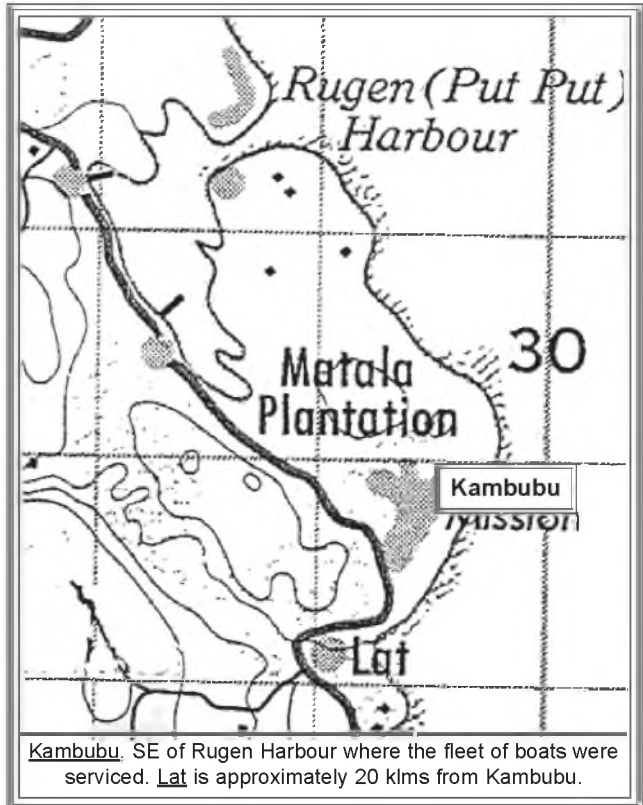 Rugen (Put Put)
Harbour
30
Matala
Plantation
Kambubu
Mission
Lat
Kambubu. SE of Rugen Harbour where the fleet of boats were
serviced. Lat is approximately 20 klms from Kambubu.